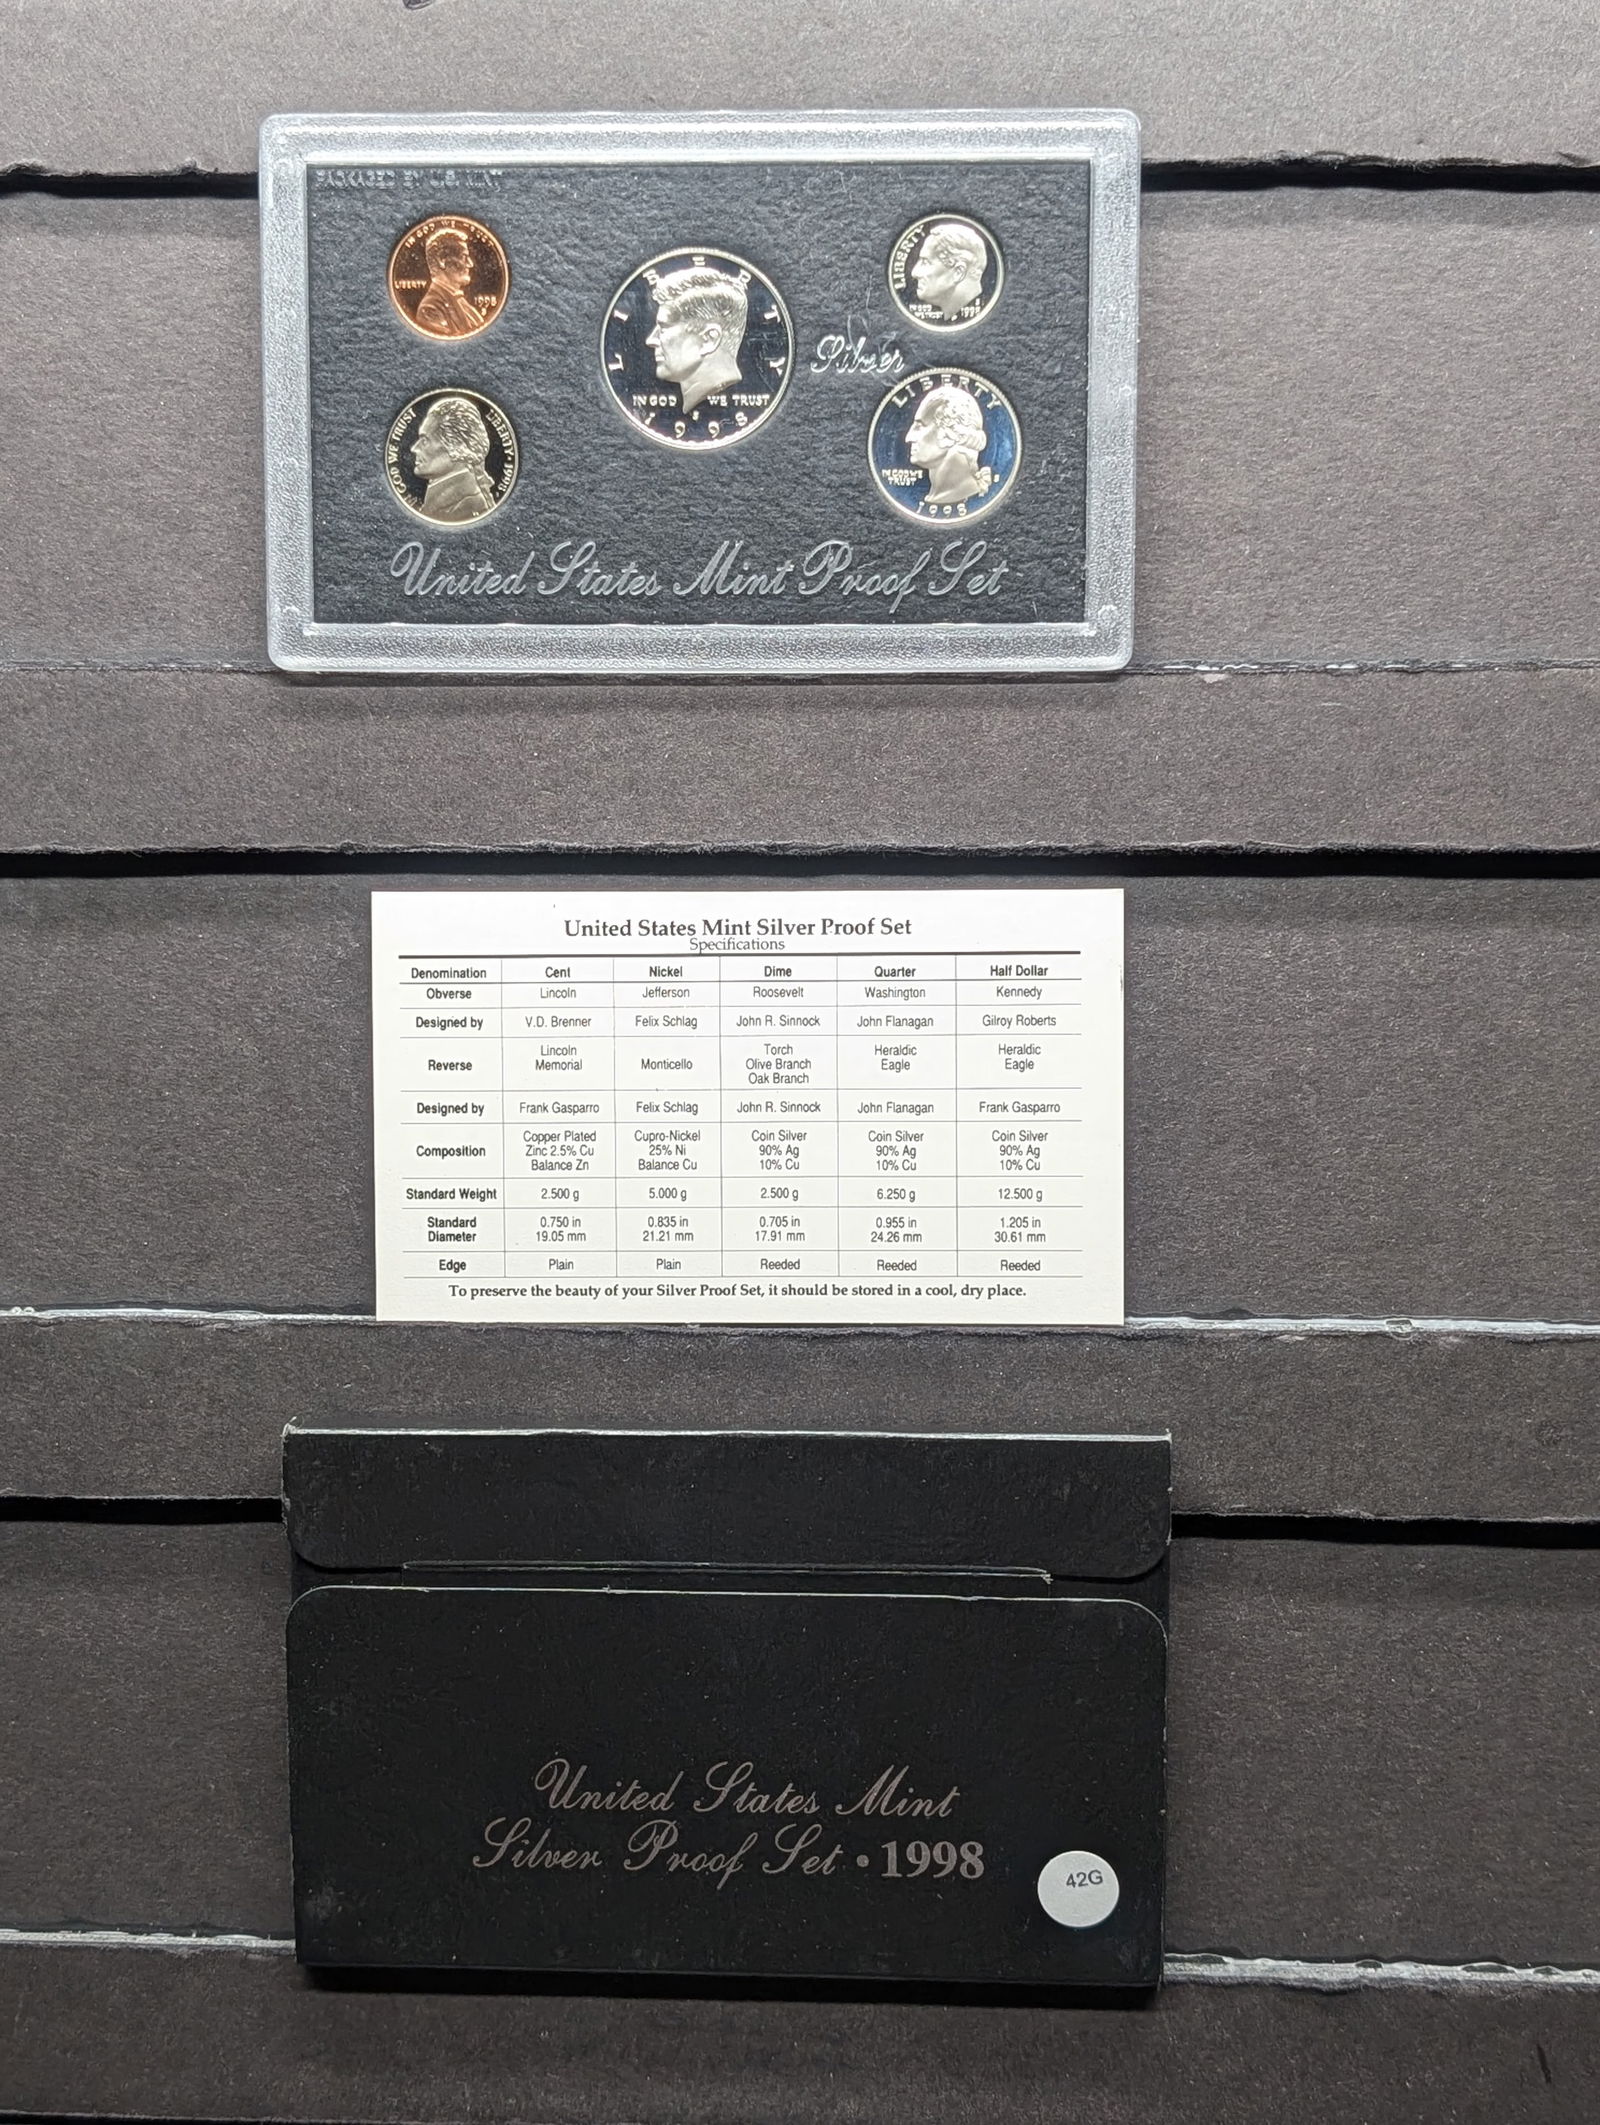 PACKAGED BY U.S. MINT
IN GOD WE TRUST
LIBERTY
1998
S
IN GOD WE TRUST
LIBERTY · 1998
LIBERTY
IN GOD WE TRUST
S
1998
Silver
LIBERTY
IN GOD
WE TRUST
S
1998
LIBERTY
IN GOD WE
TRUST
S
1998
United States Mint Proof Set
United States Mint Silver Proof Set
Specifications
Denomination Cent Nickel Dime Quarter Half Dollar
Obverse Lincoln Jefferson Roosevelt Washington Kennedy
Designed by V.D. Brenner Felix Schlag John R. Sinnock John Flanagan Gilroy Roberts
Reverse Lincoln Memorial Monticello Torch Olive Branch Oak Branch Heraldic Eagle Heraldic Eagle
Designed by Frank Gasparro Felix Schlag John R. Sinnock John Flanagan Frank Gasparro
Composition Copper Plated Zinc 2.5% Cu Balance Zn Cupro-Nickel 25% Ni Balance Cu Coin Silver 90% Ag 10% Cu Coin Silver 90% Ag 10% Cu Coin Silver 90% Ag 10% Cu
Standard Weight 2.500 g 5.000 g 2.500 g 6.250 g 12.500 g
Standard Diameter 0.750 in 19.05 mm 0.835 in 21.21 mm 0.705 in 17.91 mm 0.955 in 24.26 mm 1.205 in 30.61 mm
Edge Plain Plain Reeded Reeded Reeded
To preserve the beauty of your Silver Proof Set, it should be stored in a cool, dry place.
United States Mint
Silver Proof Set • 1998
42G